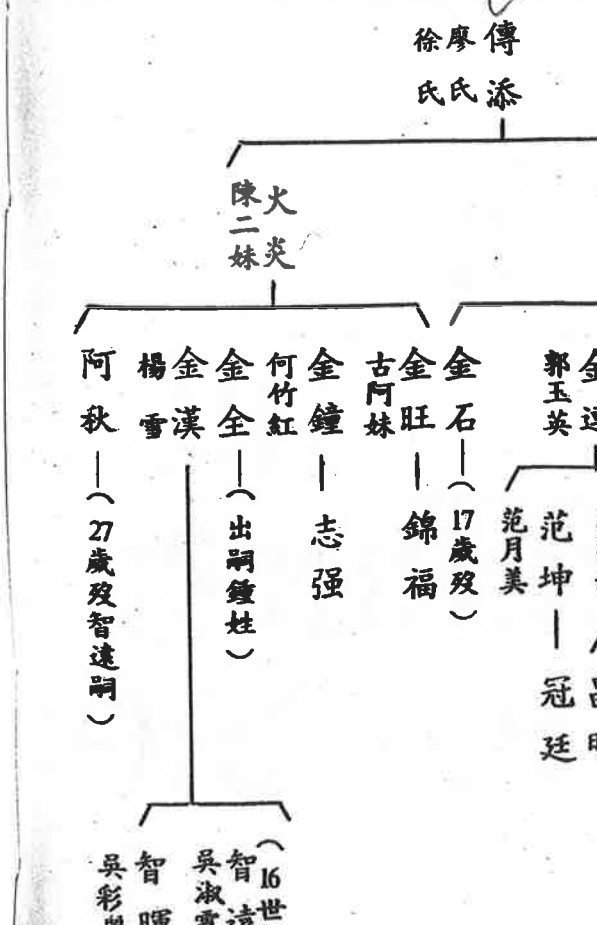 傳添
廖氏
徐氏
火炎
陳二妹
金石
(17歲歿)
金旺
古阿妹
錦福
金鐘
何竹紅
志强
金全
(出嗣鍾姓)
金漢
楊雪
阿秋
(27歲歿智遠嗣)
郭玉英
范坤
范月美
冠廷
(16世
智遠
吳淑
智暉
吳彩